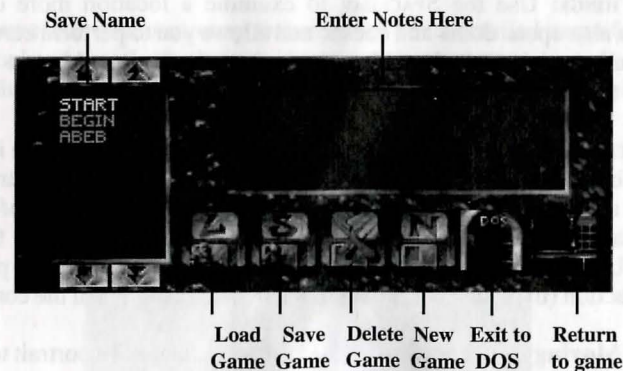 Save Name Enter Notes Here
START
BEGIN
ABEB
L S X N DOS
Load Save Delete New Exit to Return
Game Game Game Game DOS to game